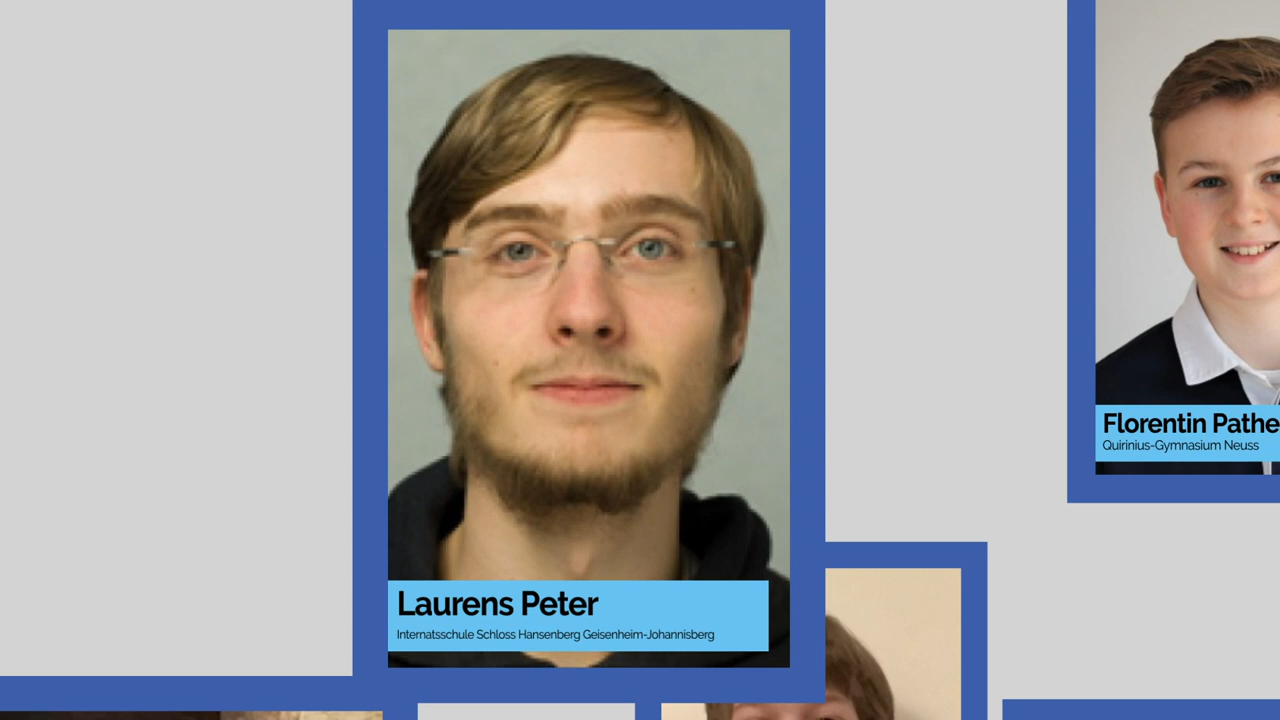 Laurens Peter
Internatsschule Schloss Hansenberg Geisenheim-Johannisberg
Florentin Pathe
Quirinius-Gymnasium Neuss